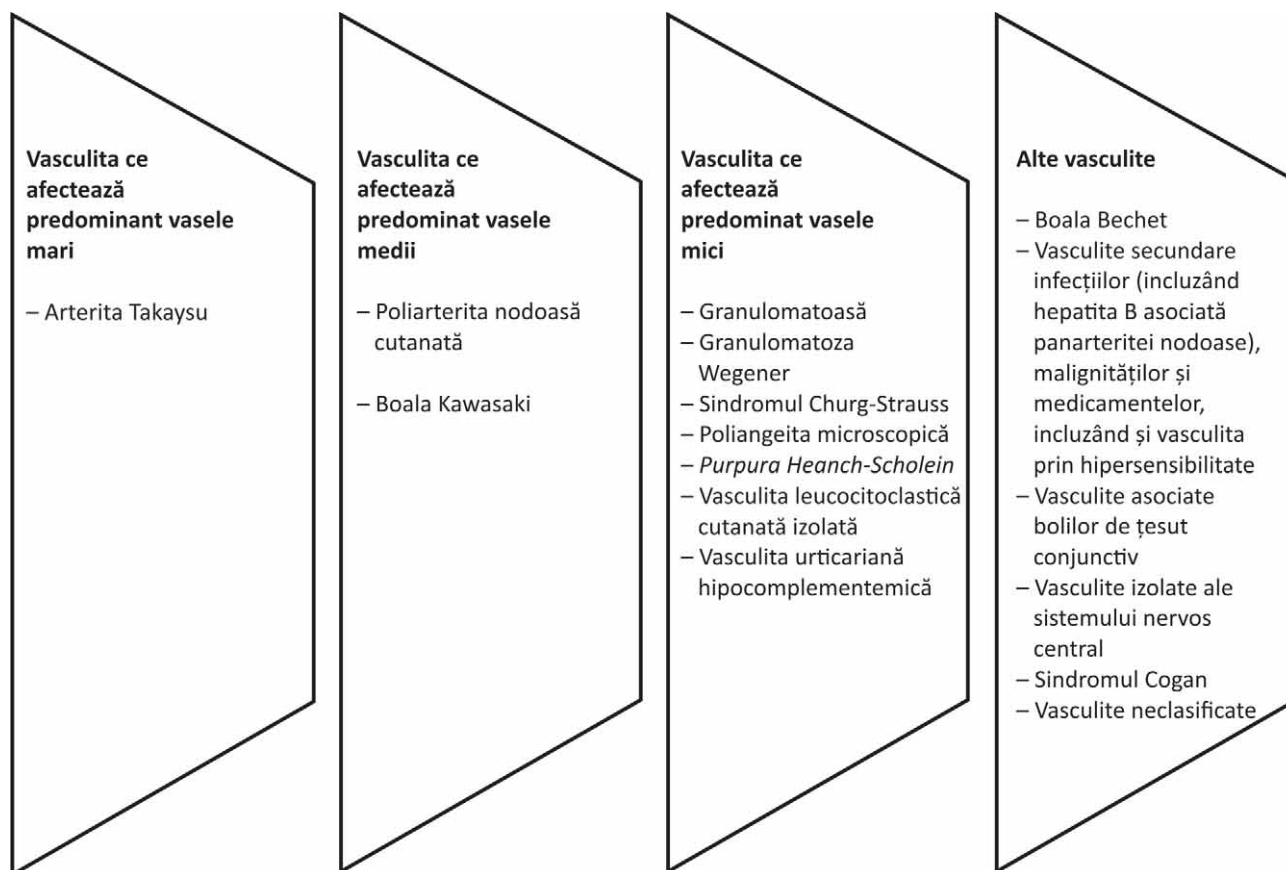 Vasculita ce
afectează
predominant vasele
mari
– Arterita Takaysu
Vasculita ce
afectează
predominat vasele
medii
– Poliarterita nodoasă
cutanată
– Boala Kawasaki
Vasculita ce
afectează
predominat vasele
mici
– Granulomatoasă
– Granulomatoza
Wegener
– Sindromul Churg-Strauss
– Poliangeita microscopică
– Purpura Heanch-Scholein
– Vasculita leucocitoclastică
cutanată izolată
– Vasculita urticariană
hipocomplementemică
Alte vasculite
– Boala Bechet
– Vasculite secundare
infecțiilor (incluzând
hepatita B asociată
panarteritei nodoase),
malignităților și
medicamentelor,
incluzând și vasculita
prin hipersensibilitate
– Vasculite asociate
bolilor de țesut
conjunctiv
– Vasculite izolate ale
sistemului nervos
central
– Sindromul Cogan
– Vasculite neclasificate